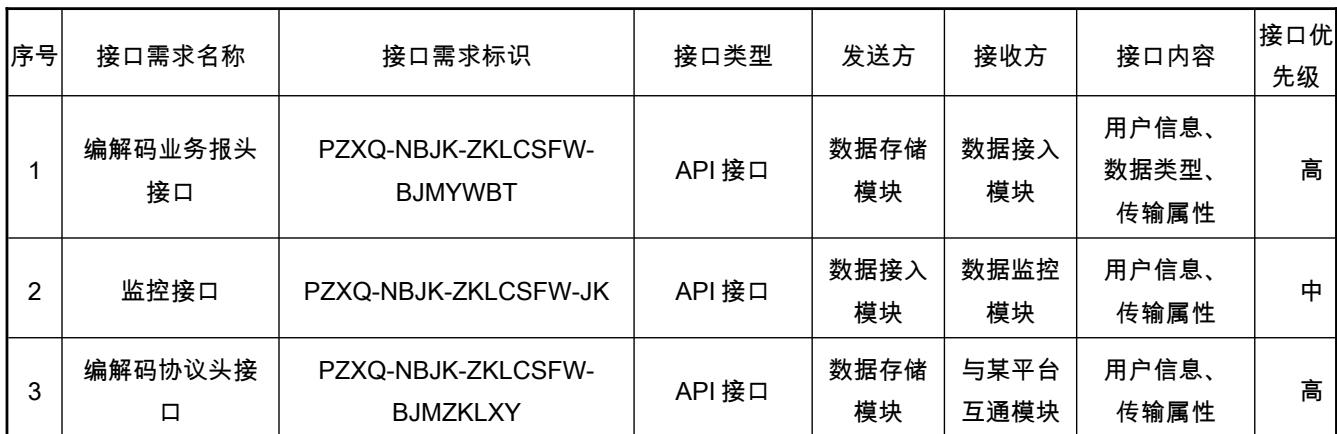 序号 接口需求名称 接口需求标识 接口类型 发送方 接收方 接口内容 接口优
先级
1 编解码业务报头
接口 PZXQ-NBJK-ZKLCSFW-
BJMYWBT API 接口 数据存储
模块 数据接入
模块 用户信息、
数据类型、
传输属性 高
2 监控接口 PZXQ-NBJK-ZKLCSFW-JK API 接口 数据接入
模块 数据监控
模块 用户信息、
传输属性 中
3 编解码协议头接
口 PZXQ-NBJK-ZKLCSFW-
BJMZKLXY API 接口 数据存储
模块 与某平台
互通模块 用户信息、
传输属性 高